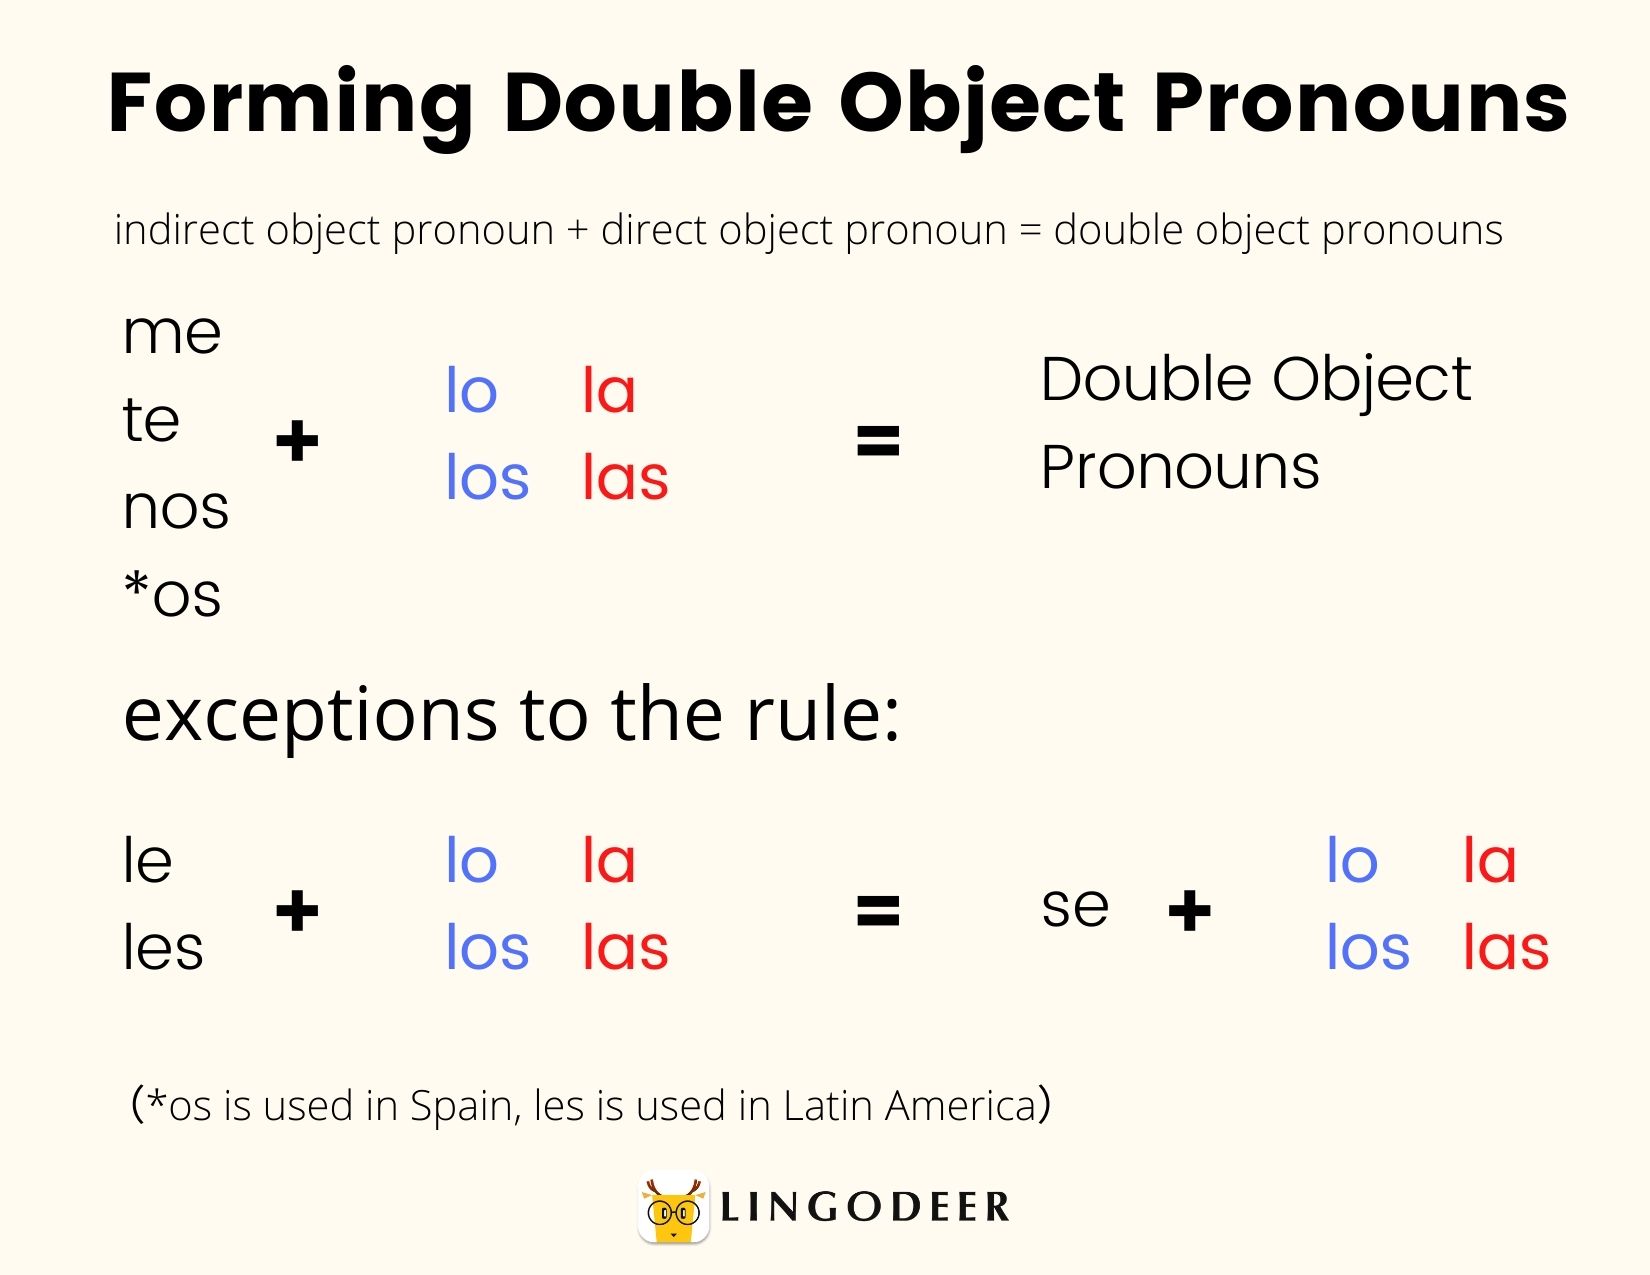 Forming Double Object Pronouns
indirect object pronoun + direct object pronoun = double object pronouns
me
te
nos
*os
+
lo la
los las
=
Double Object
Pronouns
exceptions to the rule:
le
les
+
lo la
los las
=
se
+
lo la
los las
(*os is used in Spain, les is used in Latin America)
LINGODEER